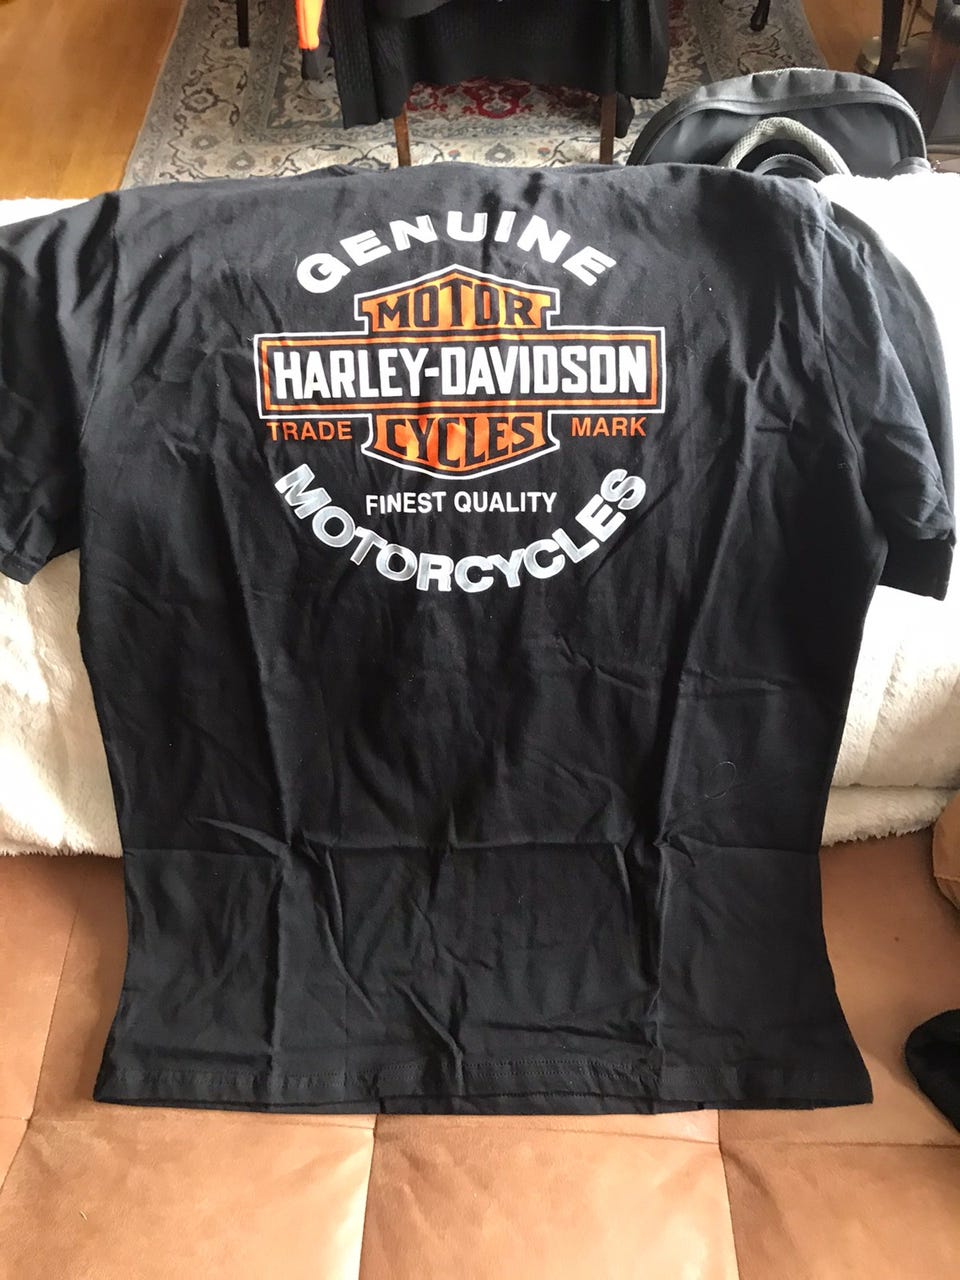 GENUINE
MOTOR
HARLEY-DAVIDSON
TRADE CYCLES MARK
FINEST QUALITY
MOTORCYCLES